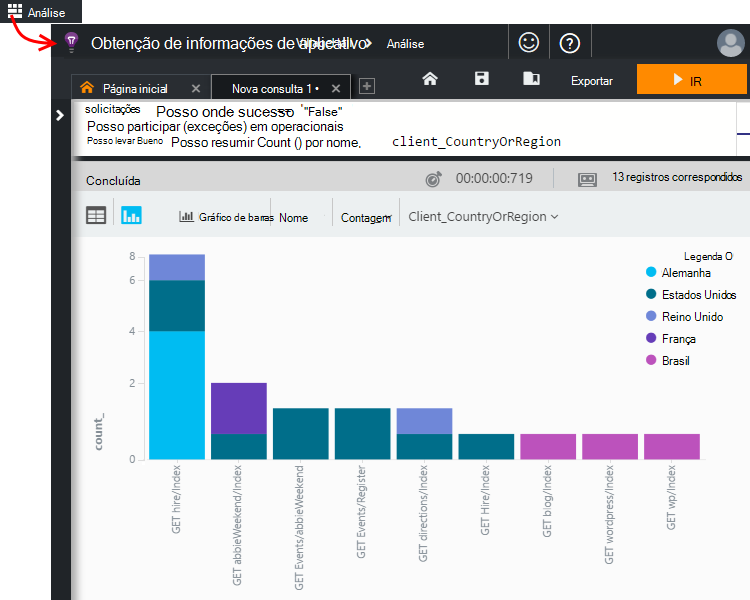 Análise
Obtenção de informações de aplicativo
Análise
Página inicial
Nova consulta 1
Exportar
IR
solicitações Posso onde sucesso == "False"
Posso participar (exceções) em operacionais
Posso levar Bueno Posso resumir Count () por nome, client_CountryOrRegion
Concluída
00:00:00:719
13 registros correspondidos
Gráfico de barras
Nome
Contagem
Client_CountryOrRegion
Legenda O
Alemanha
Estados Unidos
Reino Unido
França
Brasil
8
6
4
2
0
count_
GET hire/Index
GET abbieWeekend/Index
GET Events/abbieWeekend
GET Events/Register
GET directions/Index
GET Hire/Index
GET blog/Index
GET wordpress/Index
GET wp/Index